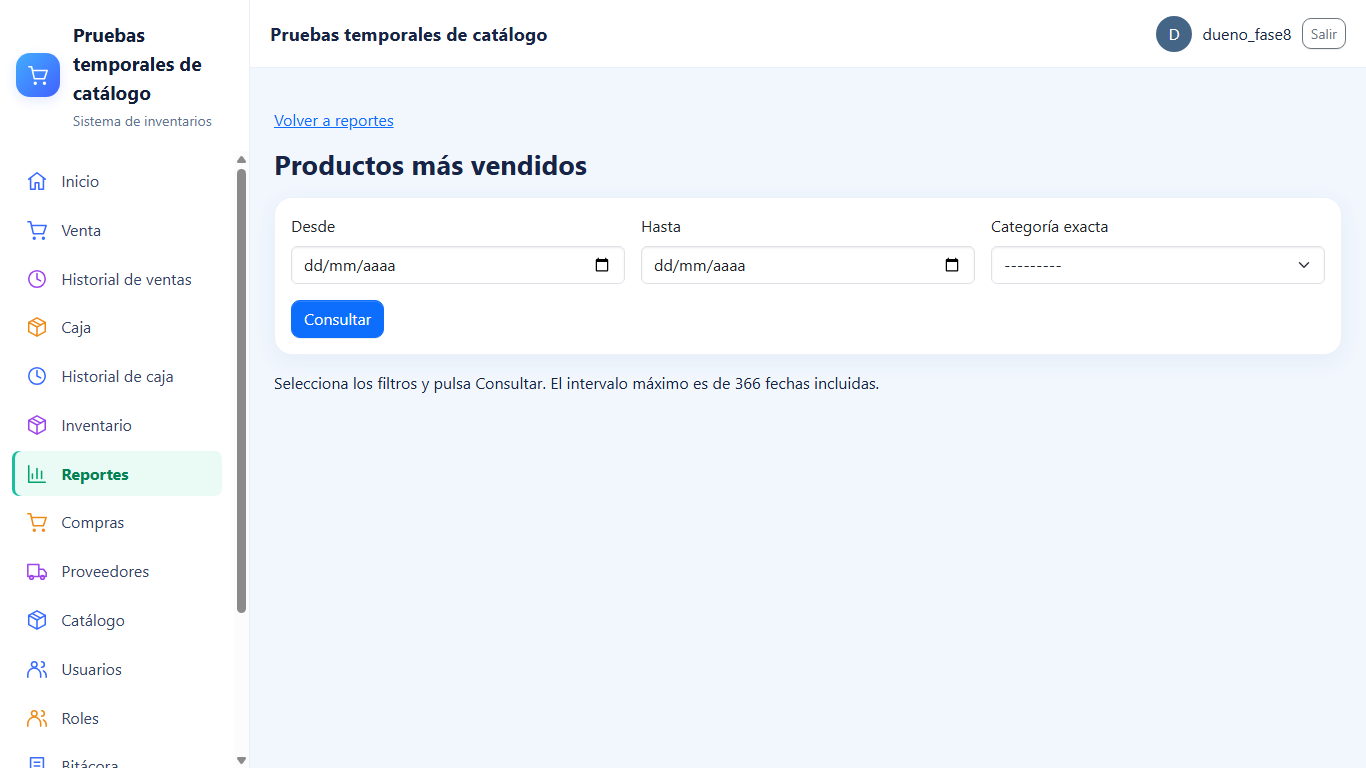 Pruebas
temporales de
catálogo
Sistema de inventarios
Inicio
Venta
Historial de ventas
Caja
Historial de caja
Inventario
Reportes
Compras
Proveedores
Catálogo
Usuarios
Roles
Bitácora
Pruebas temporales de catálogo
D dueno_fase8 Salir
Volver a reportes
Productos más vendidos
Desde Hasta Categoría exacta
dd/mm/aaaa dd/mm/aaaa ---------
Consultar
Selecciona los filtros y pulsa Consultar. El intervalo máximo es de 366 fechas incluidas.